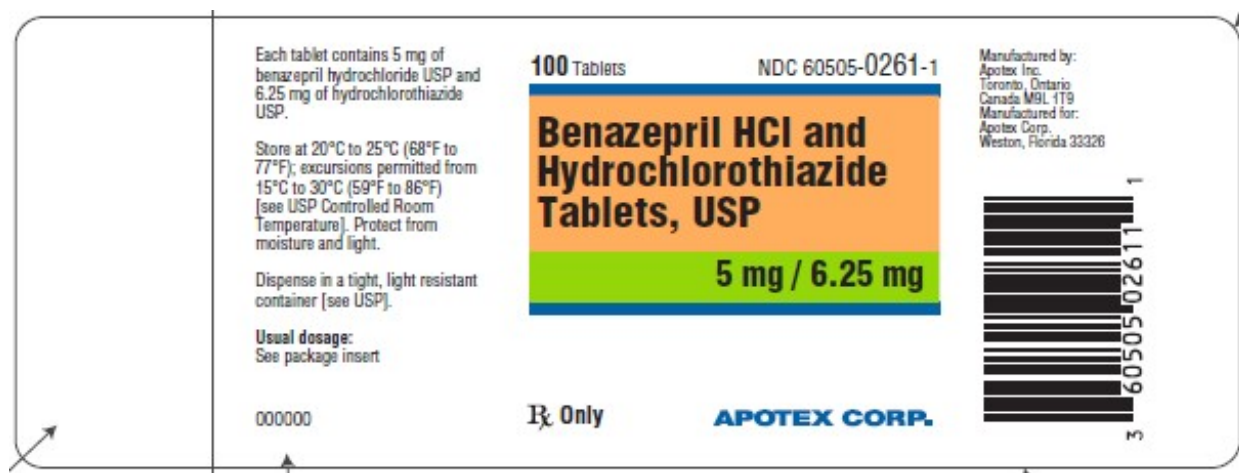 Each tablet contains 5 mg of
benazepril hydrochloride USP and
6.25 mg of hydrochlorothiazide
USP.
Store at 20°C to 25°C (68°F to
77°F); excursions permitted from
15°C to 30°C (59°F to 86°F)
[see USP Controlled Room
Temperature]. Protect from
moisture and light.
Dispense in a tight, light resistant
container [see USP].
Usual dosage:
See package insert
000000
100 Tablets NDC 60505-0261-1
Benazepril HCl and
Hydrochlorothiazide
Tablets, USP
5 mg / 6.25 mg
Rx Only APOTEX CORP.
Manufactured by:
Apotex Inc.
Toronto, Ontario
Canada M9L 1T9
Manufactured for:
Apotex Corp.
Weston, Florida 33326
3 60505 02611 1